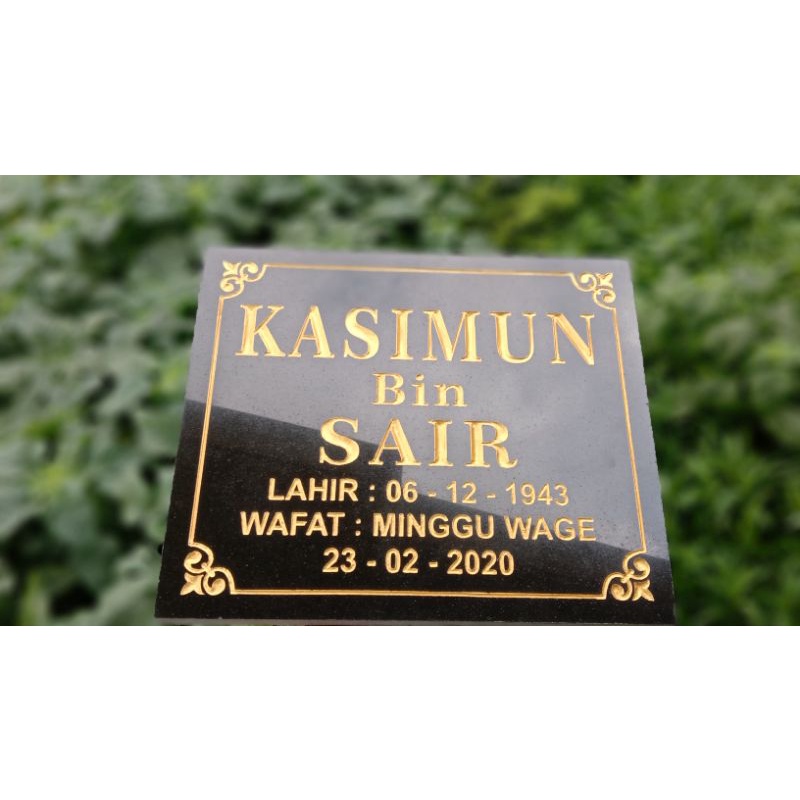 KASIMUN
Bin
SAIR
LAHIR : 06 - 12 - 1943
WAFAT : MINGGU WAGE
23 - 02 - 2020